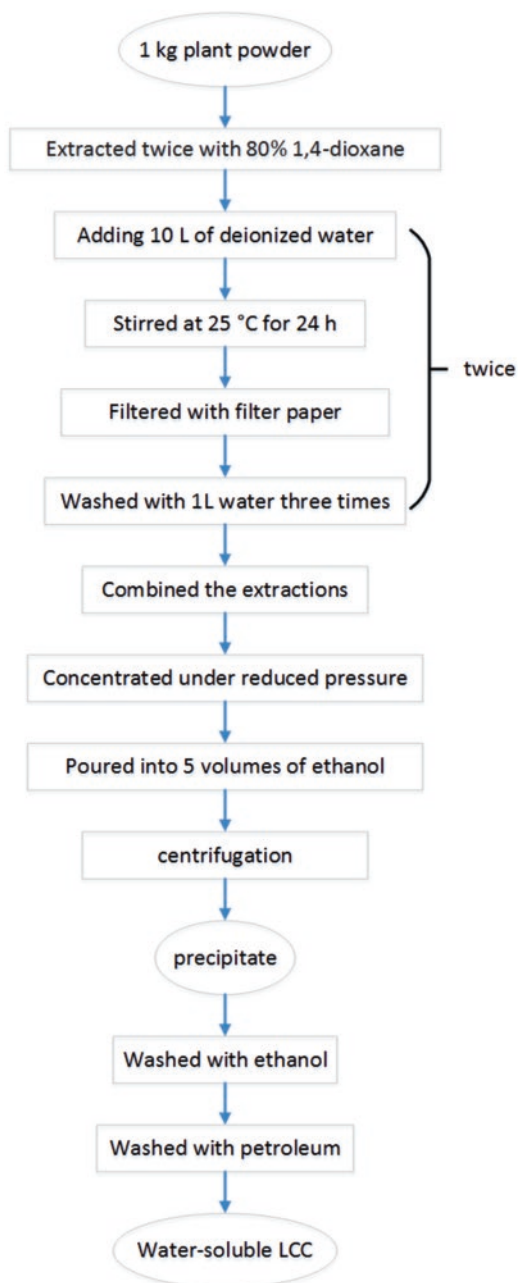 1 kg plant powder
Extracted twice with 80% 1,4-dioxane
Adding 10 L of deionized water
Stirred at 25 °C for 24 h
twice
Filtered with filter paper
Washed with 1L water three times
Combined the extractions
Concentrated under reduced pressure
Poured into 5 volumes of ethanol
centrifugation
precipitate
Washed with ethanol
Washed with petroleum
Water-soluble LCC